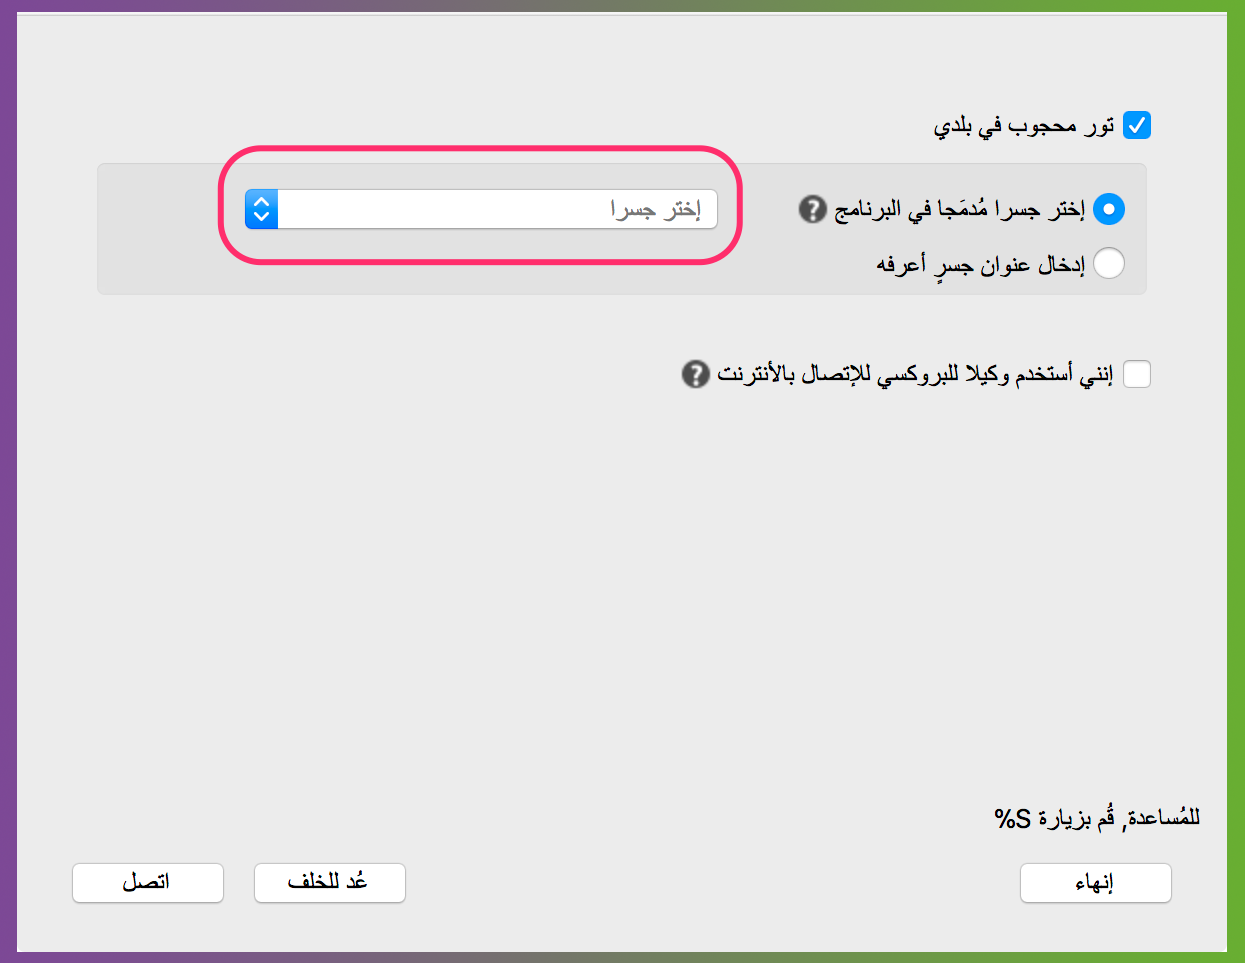 تور محجوب في بلدي
إختر جسرا مُدمَجا في البرنامج ? إختر جسرا
إدخال عنوان جسرٍ أعرفه
إنني أستخدم وكيلا للبروكسي للإتصال بالأنترنت ?
للمُساعدة, قُم بزيارة %S
إنهاء عُد للخلف اتصل